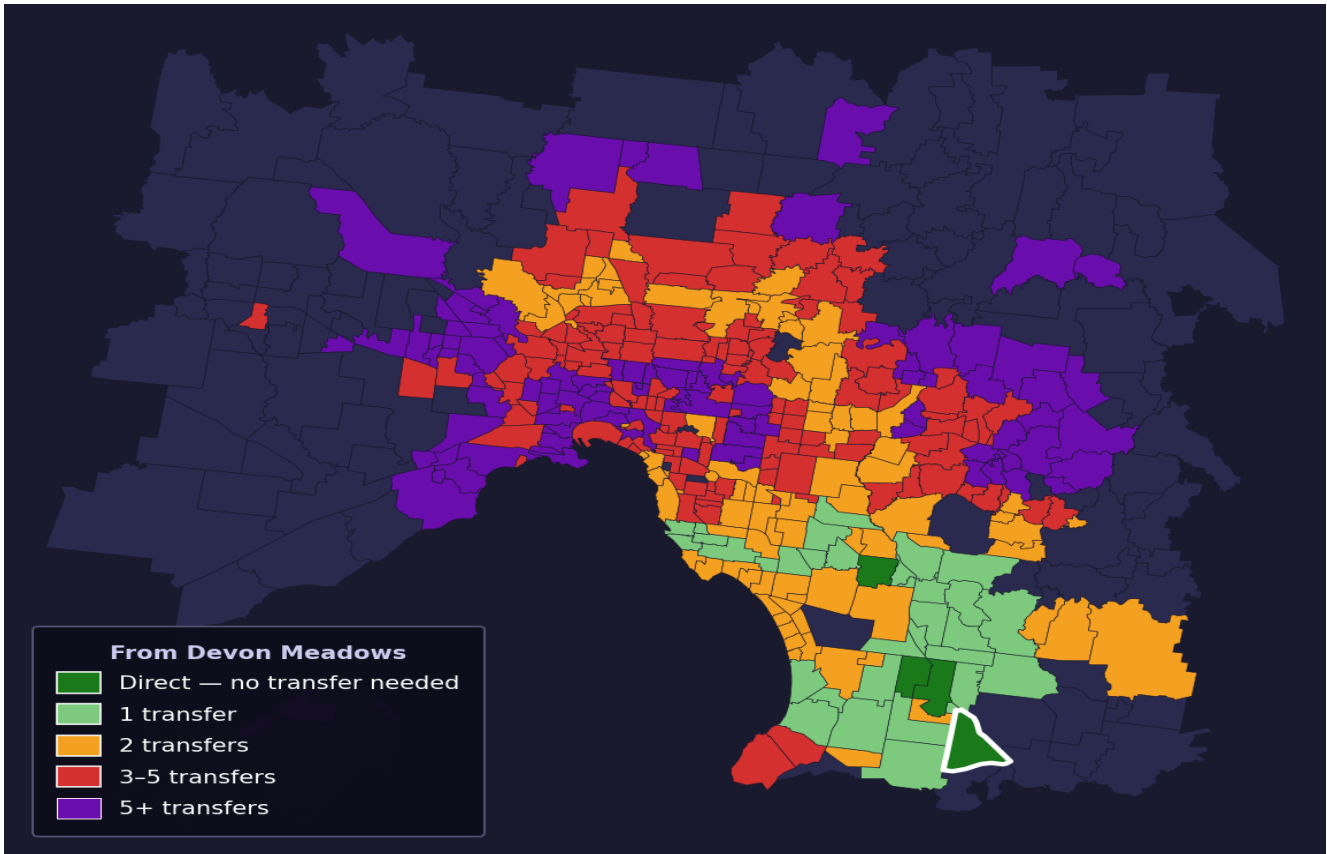 From Devon Meadows
Direct — no transfer needed
1 transfer
2 transfers
3–5 transfers
5+ transfers